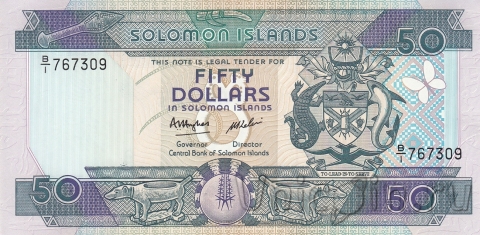 SOLOMON ISLANDS
50
THIS NOTE IS LEGAL TENDER FOR
B/1 767309
FIFTY
DOLLARS
IN SOLOMON ISLANDS
Governor Director
Central Bank of Solomon Islands
B/1 767309
TO LEAD IS TO SERVE
50
50